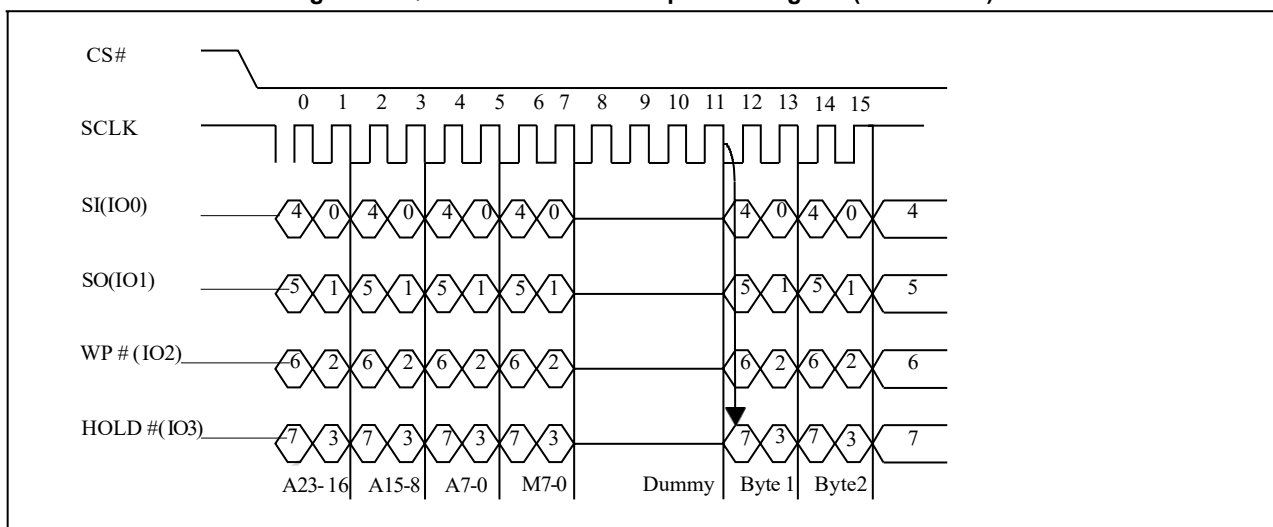 CS#
0 1 2 3 4 5 6 7 8 9 10 11 12 13 14 15
SCLK
SI(IO0) 4 0 4 0 4 0 4 0 4 0 4 0 4
SO(IO1) 5 1 5 1 5 1 5 1 5 1 5 1 5
WP #(IO2) 6 2 6 2 6 2 6 2 6 2 6 2 6
HOLD #(IO3) 7 3 7 3 7 3 7 3 7 3 7 3 7
A23-16 A15-8 A7-0 M7-0 Dummy Byte 1 Byte2